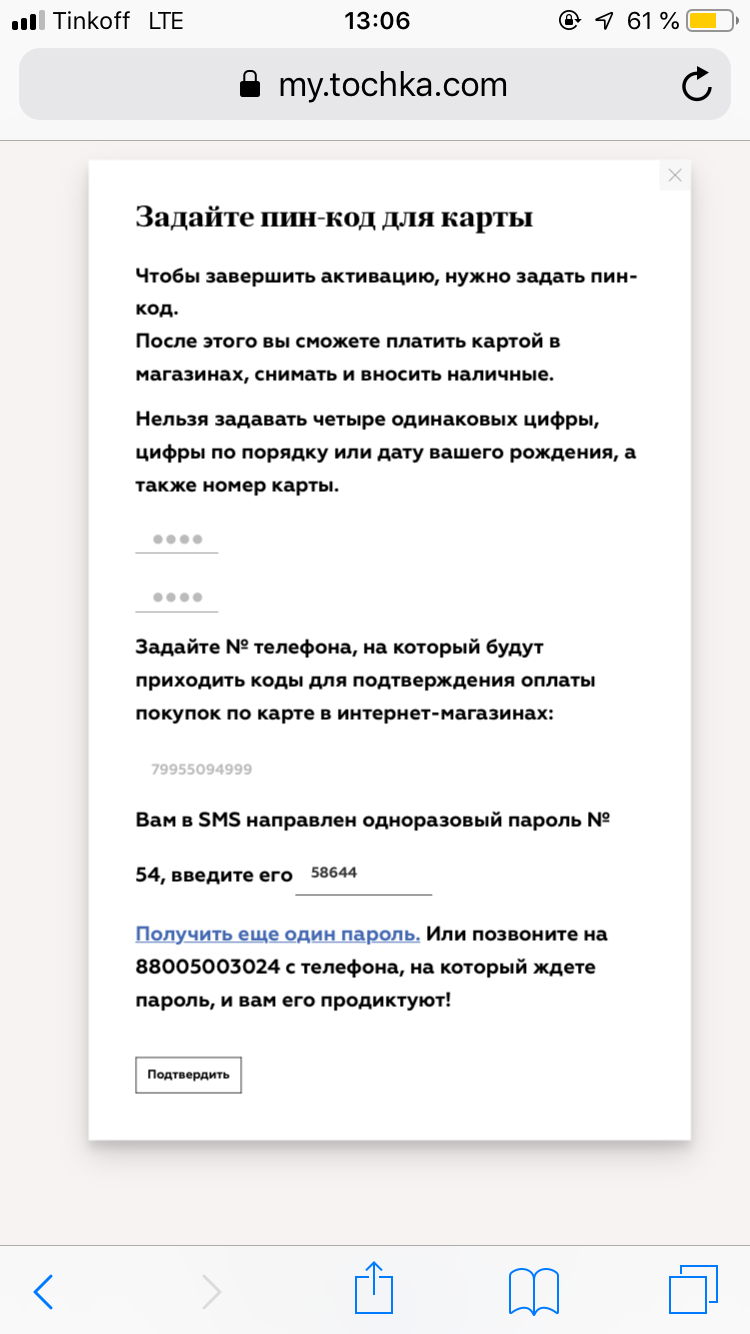 Tinkoff LTE 13:06 61 %
my.tochka.com
Задайте пин-код для карты
Чтобы завершить активацию, нужно задать пин-
код.
После этого вы сможете платить картой в
магазинах, снимать и вносить наличные.
Нельзя задавать четыре одинаковых цифры,
цифры по порядку или дату вашего рождения, а
также номер карты.
Задайте № телефона, на который будут
приходить коды для подтверждения оплаты
покупок по карте в интернет-магазинах:
79955094999
Вам в SMS направлен одноразовый пароль №
54, введите его 58644
Получить еще один пароль. Или позвоните на
88005003024 с телефона, на который ждете
пароль, и вам его продиктуют!
Подтвердить